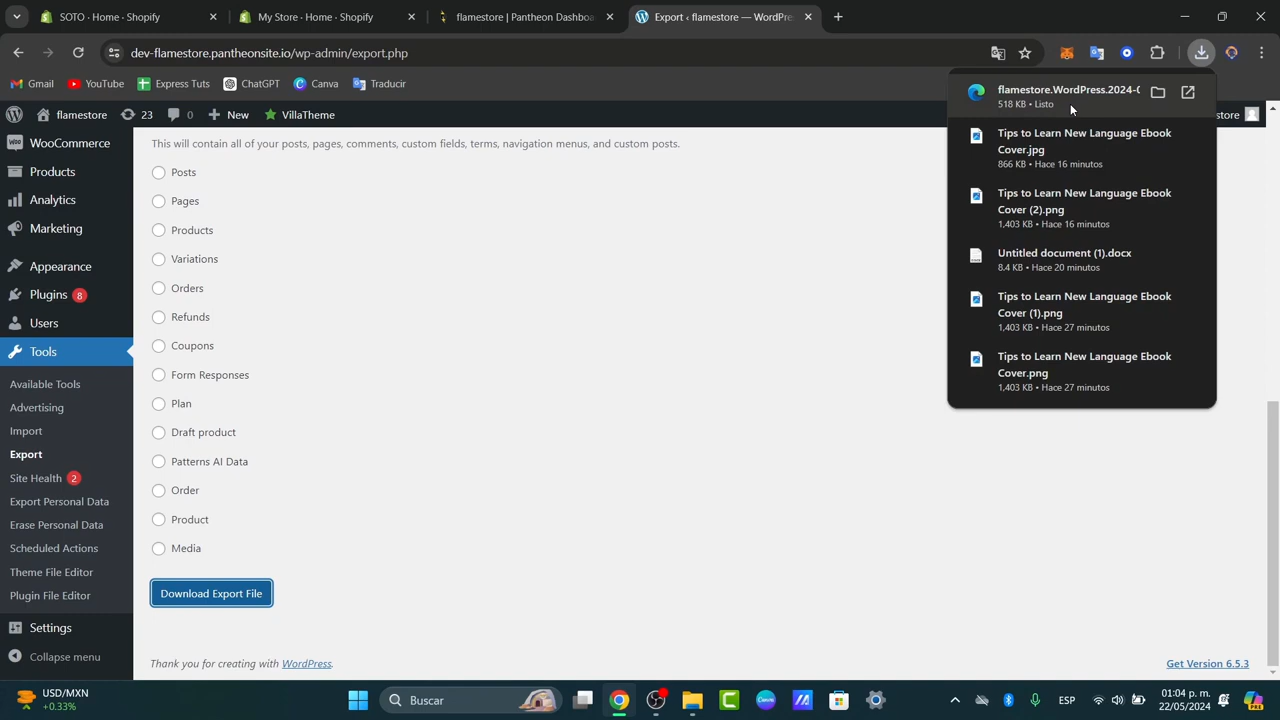 SOTO · Home · Shopify
My Store · Home · Shopify
flamestore | Pantheon Dashbo
Export ‹ flamestore — WordPre
dev-flamestore.pantheonsite.io/wp-admin/export.php
Gmail
YouTube
Express Tuts
ChatGPT
Canva
Traducir
flamestore
23
0
New
VillaTheme
store
flamestore.WordPress.2024-0
518 KB • Listo
Tips to Learn New Language Ebook
Cover.jpg
866 KB • Hace 16 minutos
Tips to Learn New Language Ebook
Cover (2).png
1,403 KB • Hace 16 minutos
Untitled document (1).docx
8.4 KB • Hace 20 minutos
Tips to Learn New Language Ebook
Cover (1).png
1,403 KB • Hace 27 minutos
Tips to Learn New Language Ebook
Cover.png
1,403 KB • Hace 27 minutos
WooCommerce
Products
Analytics
Marketing
Appearance
Plugins 8
Users
Tools
Available Tools
Advertising
Import
Export
Site Health 2
Export Personal Data
Erase Personal Data
Scheduled Actions
Theme File Editor
Plugin File Editor
Settings
Collapse menu
This will contain all of your posts, pages, comments, custom fields, terms, navigation menus, and custom posts.
Posts
Pages
Products
Variations
Orders
Refunds
Coupons
Form Responses
Plan
Draft product
Patterns AI Data
Order
Product
Media
Download Export File
Thank you for creating with WordPress.
Get Version 6.5.3
USD/MXN
+0.33%
Buscar
ESP
01:04 p. m.
22/05/2024